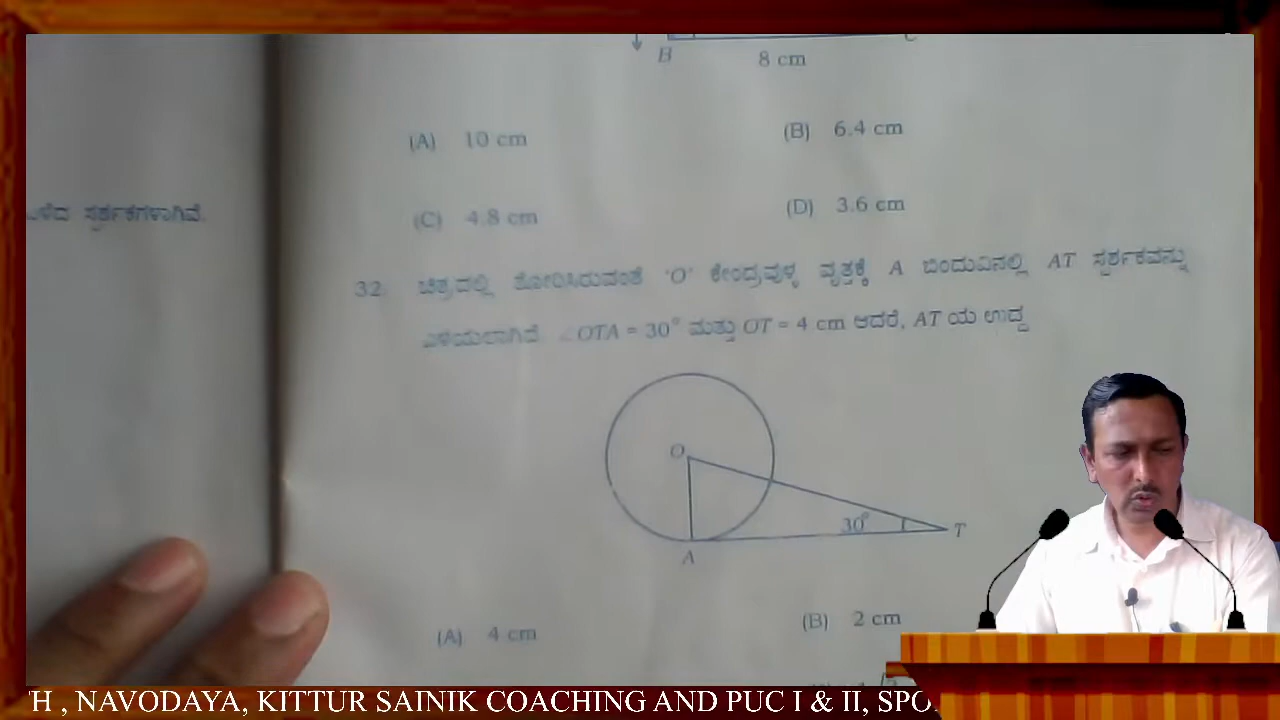 B
C
8 cm
(A) 10 cm
(B) 6.4 cm
ಸ್ಪರ್ಶಕಗಳಾಗಿವೆ.
(C) 4.8 cm
(D) 3.6 cm
32. ಚಿತ್ರದಲ್ಲಿ ತೋರಿಸಿರುವಂತೆ 'O' ಕೇಂದ್ರವುಳ್ಳ ವೃತ್ತಕ್ಕೆ A ಬಿಂದುವಿನಲ್ಲಿ AT ಸ್ಪರ್ಶಕವನ್ನು
ಎಳೆಯಲಾಗಿದೆ. ∠OTA = 30° ಮತ್ತು OT = 4 cm ಆದರೆ, AT ಯ ಉದ್ದ
O
30°
T
A
(A) 4 cm
(B) 2 cm
H , NAVODAYA, KITTUR SAINIK COACHING AND PUC I & II, SPO